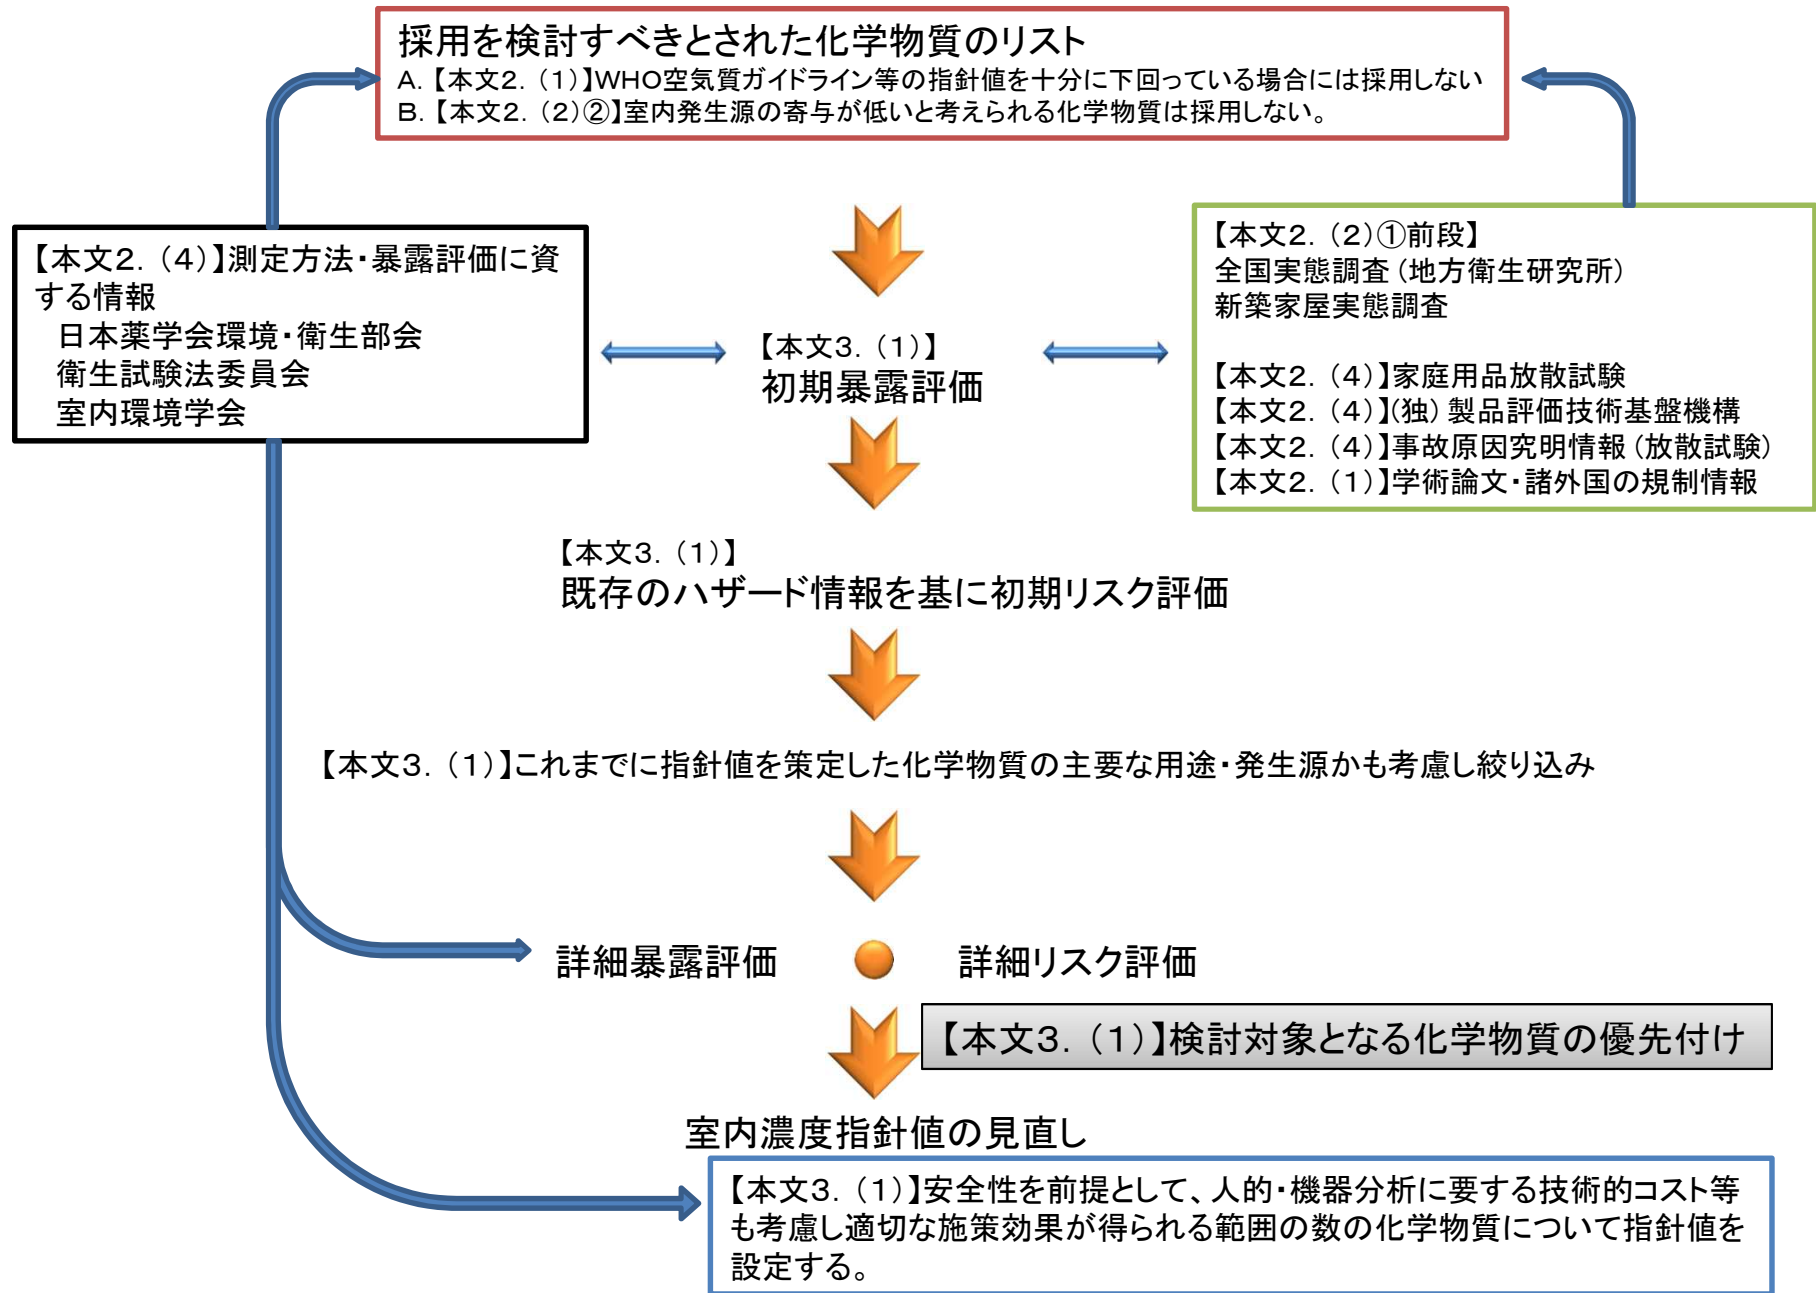 採用を検討すべきとされた化学物質のリスト
A.【本文2.(1)】WHO空気質ガイドライン等の指針値を十分に下回っている場合には採用しない
B.【本文2.(2)②】室内発生源の寄与が低いと考えられる化学物質は採用しない。
【本文2.(4)】測定方法・暴露評価に資
する情報
日本薬学会環境・衛生部会
衛生試験法委員会
室内環境学会
【本文3.(1)】
初期暴露評価
【本文2.(2)①前段】
全国実態調査(地方衛生研究所)
新築家屋実態調査
【本文2.(4)】家庭用品放散試験
【本文2.(4)】(独)製品評価技術基盤機構
【本文2.(4)】事故原因究明情報(放散試験)
【本文2.(1)】学術論文・諸外国の規制情報
【本文3.(1)】
既存のハザード情報を基に初期リスク評価
【本文3.(1)】これまでに指針値を策定した化学物質の主要な用途・発生源かも考慮し絞り込み
詳細暴露評価
詳細リスク評価
【本文3.(1)】検討対象となる化学物質の優先付け
室内濃度指針値の見直し
【本文3.(1)】安全性を前提として、人的・機器分析に要する技術的コスト等
も考慮し適切な施策効果が得られる範囲の数の化学物質について指針値を
設定する。